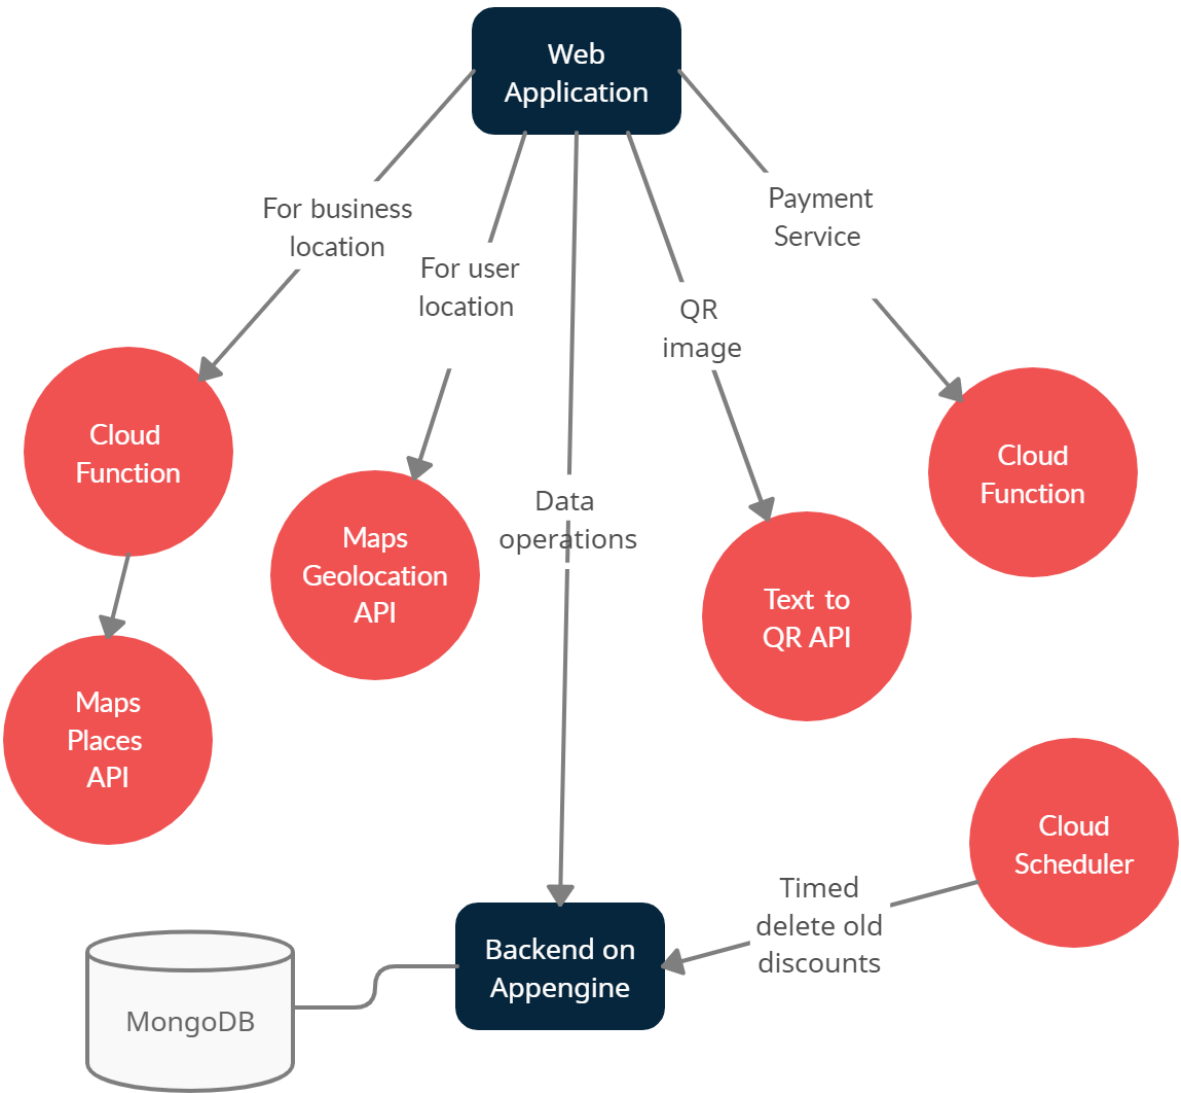 Web
Application
For business
location
For user
location
Payment
Service
QR
image
Cloud
Function
Maps
Geolocation
API
Data
operations
Text to
QR API
Cloud
Function
Maps
Places
API
Cloud
Scheduler
Timed
delete old
discounts
Backend on
Appengine
MongoDB